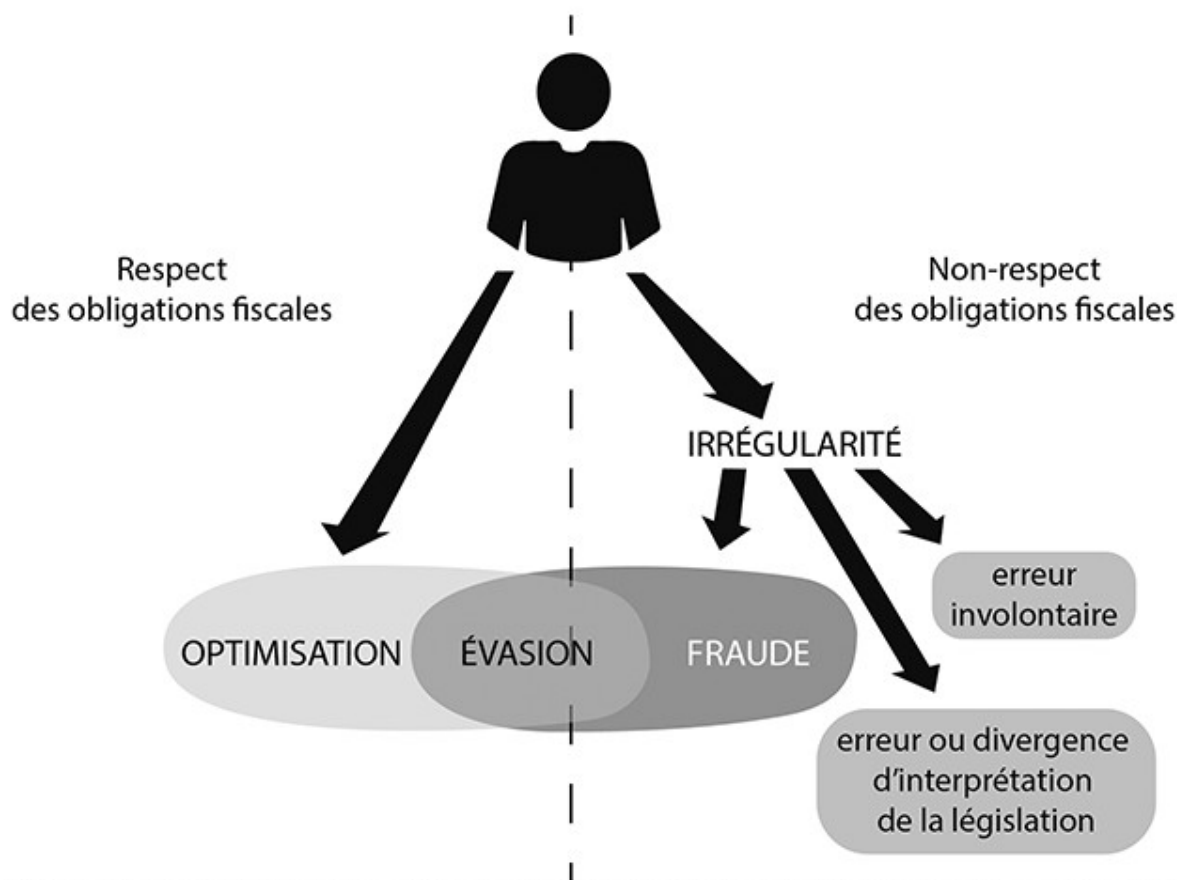 Respect
des obligations fiscales
Non-respect
des obligations fiscales
IRRÉGULARITÉ
OPTIMISATION
ÉVASION
FRAUDE
erreur
involontaire
erreur ou divergence
d'interprétation
de la législation